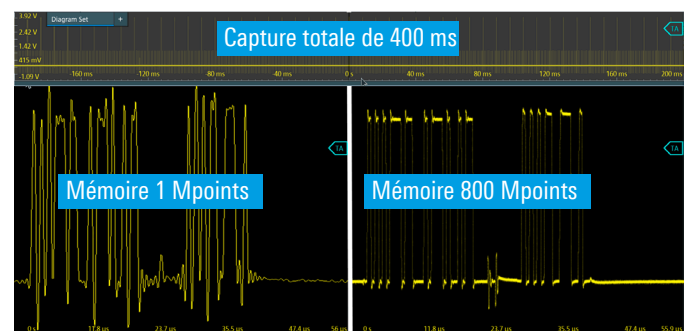 3.92 V
Diagram Set +
2.42 V
1.42 V
415 mV
-1.09 V
Capture totale de 400 ms
1A
-160 ms -120 ms -80 ms -40 ms 0 s 40 ms 80 ms 120 ms 160 ms 200 ms
1A 1A
Mémoire 1 Mpoints Mémoire 800 Mpoints
0 s 11.8 µs 23.7 µs 35.5 µs 47.4 µs 56 µs 0 s 11.8 µs 23.7 µs 35.5 µs 47.4 µs 55.9 µs